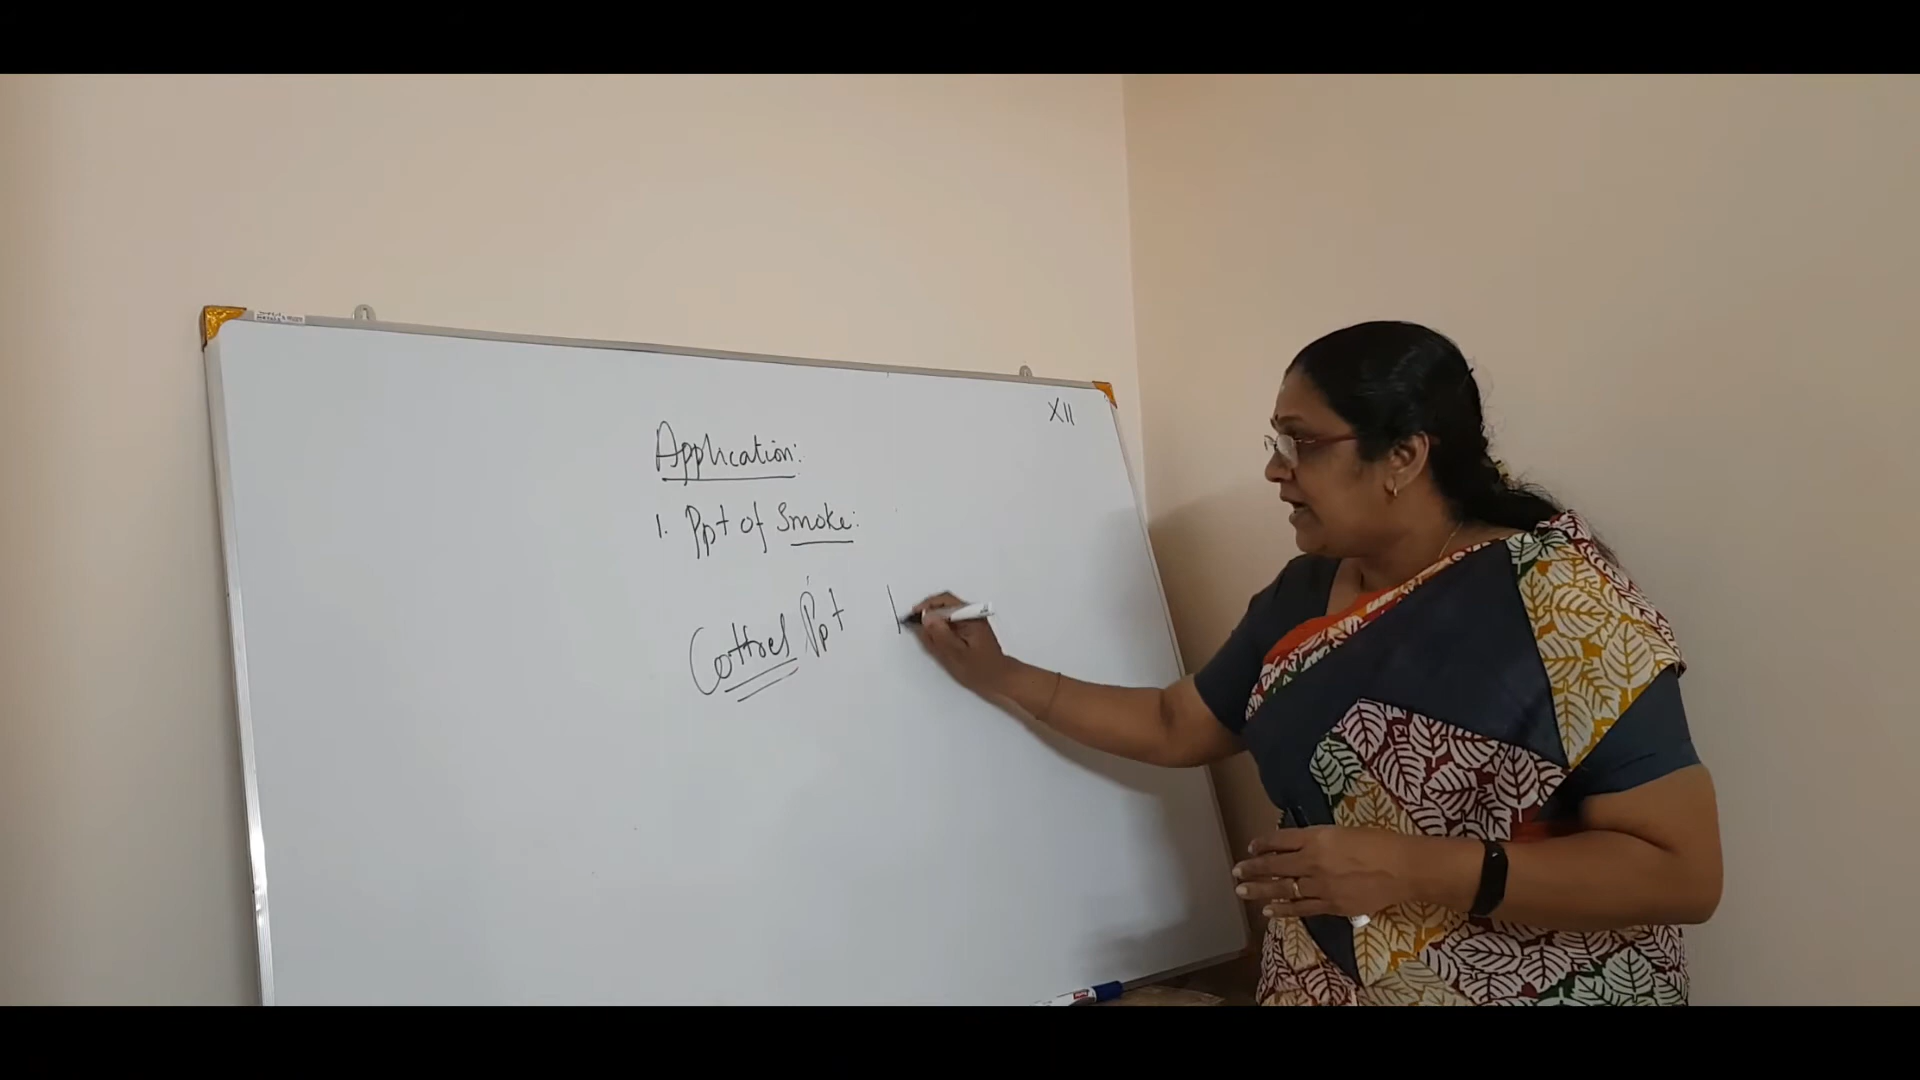 XII
Application:
1. Ppt of Smoke:
Cottrel Ppt